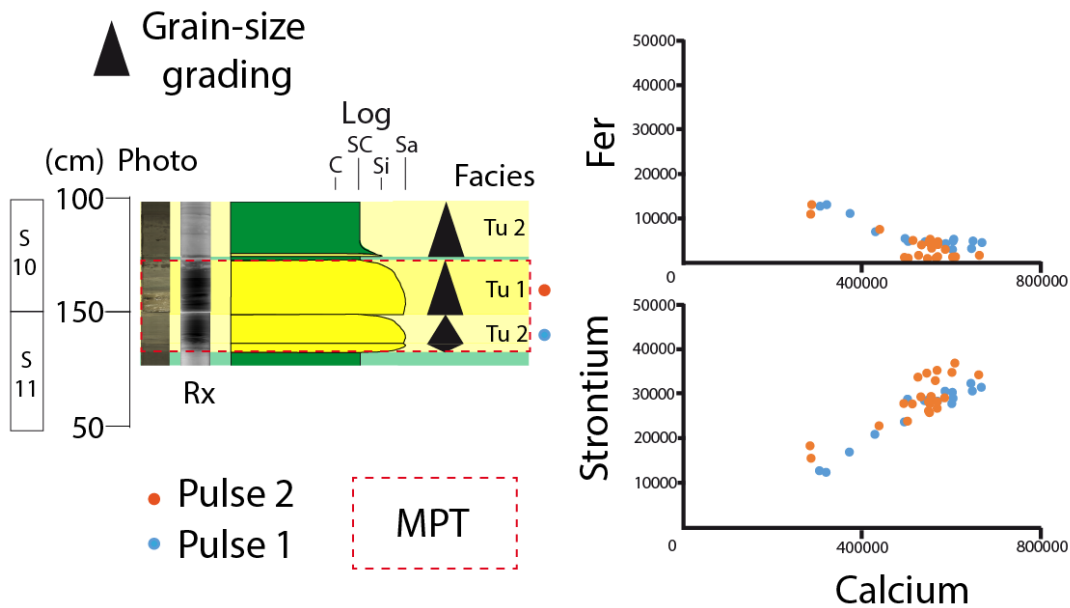 Grain-size
grading
Log
C SC Si Sa
(cm) Photo Facies
100
150
50
S
10
S
11
Tu 2
Tu 1
Tu 2
Rx
Pulse 2
Pulse 1
MPT
Fer
50000
40000
30000
20000
10000
0 400000 800000
Strontium
50000
40000
30000
20000
10000
0 400000 800000
Calcium